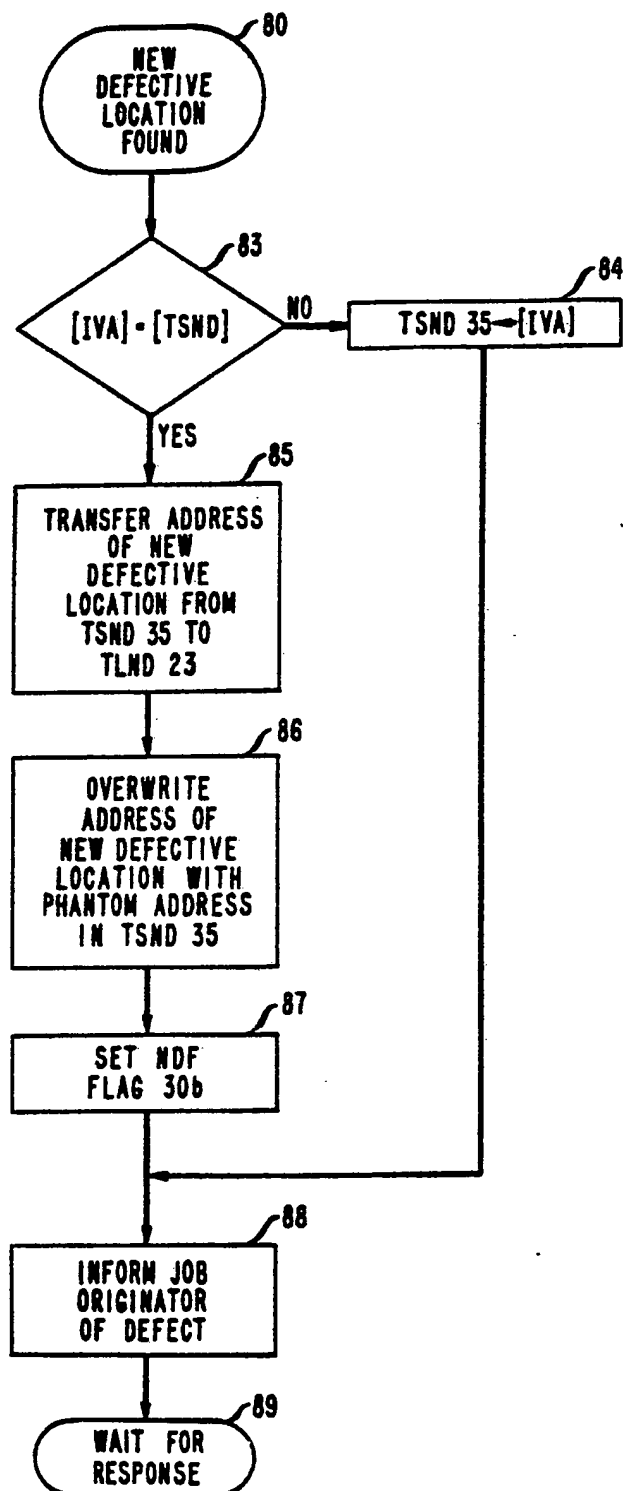 80
NEW
DEFECTIVE
LOCATION
FOUND
83
[IVA] = [TSND]
NO
84
TSND 35←[IVA]
YES
85
TRANSFER ADDRESS
OF NEW
DEFECTIVE
LOCATION FROM
TSND 35 TO
TLND 23
86
OVERWRITE
ADDRESS OF
NEW DEFECTIVE
LOCATION WITH
PHANTOM ADDRESS
IN TSND 35
87
SET NDF
FLAG 30b
88
INFORM JOB
ORIGINATOR
OF DEFECT
89
WAIT FOR
RESPONSE